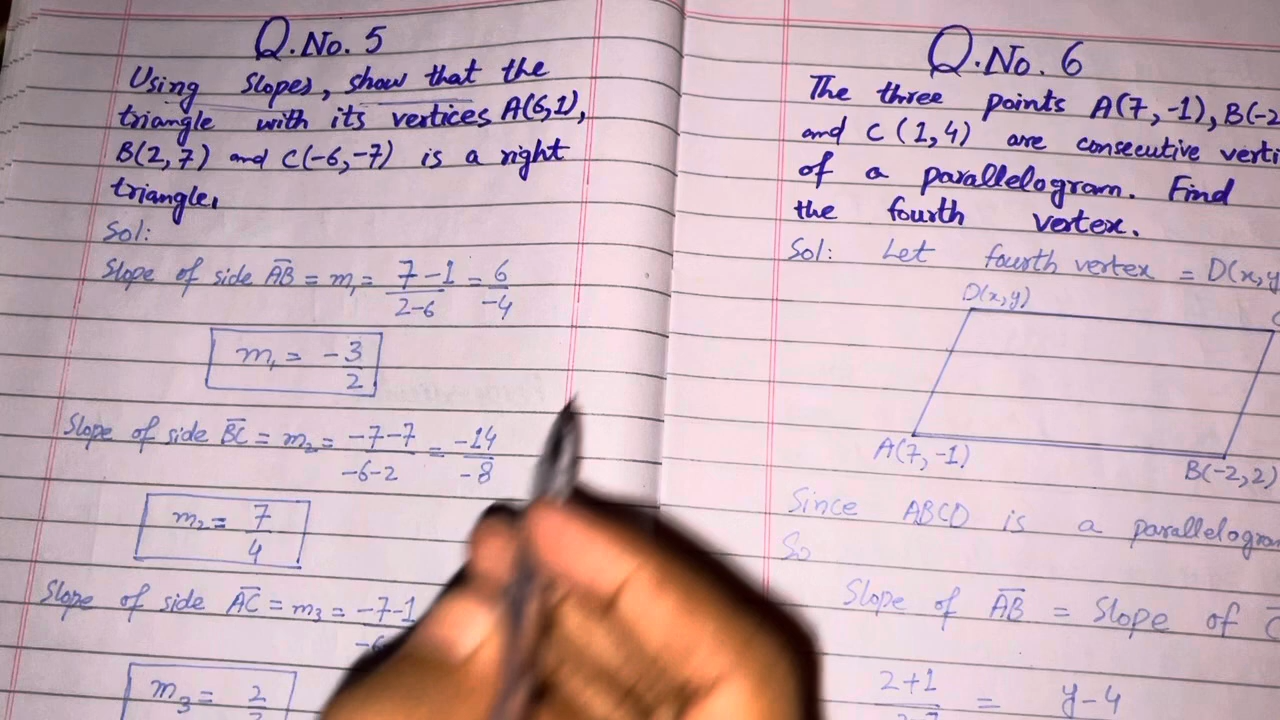 Q.No. 5
Using Slopes, show that the
triangle with its vertices A(6,1),
B(2,7) and C(-6,-7) is a right
triangle.
Sol:
Slope of side A̅B̅ = m₁ = 7-1/2-6 = 6/-4
m₁ = -3/2
Slope of side B̅C̅ = m₂ = -7-7/-6-2 = -14/-8
m₂ = 7/4
Slope of side A̅C̅ = m₃ = -7-1
m₃ = 2
Q.No. 6
The three points A(7,-1), B(-2
and C(1,4) are consecutive verti
of a parallelogram. Find
the fourth vertex.
Sol: Let fourth vertex = D(x,y
D(x,y)
A(7,-1)
B(-2,2)
Since ABCD is a parallelogram
So
Slope of A̅B̅ = Slope of
2+1 = y-4